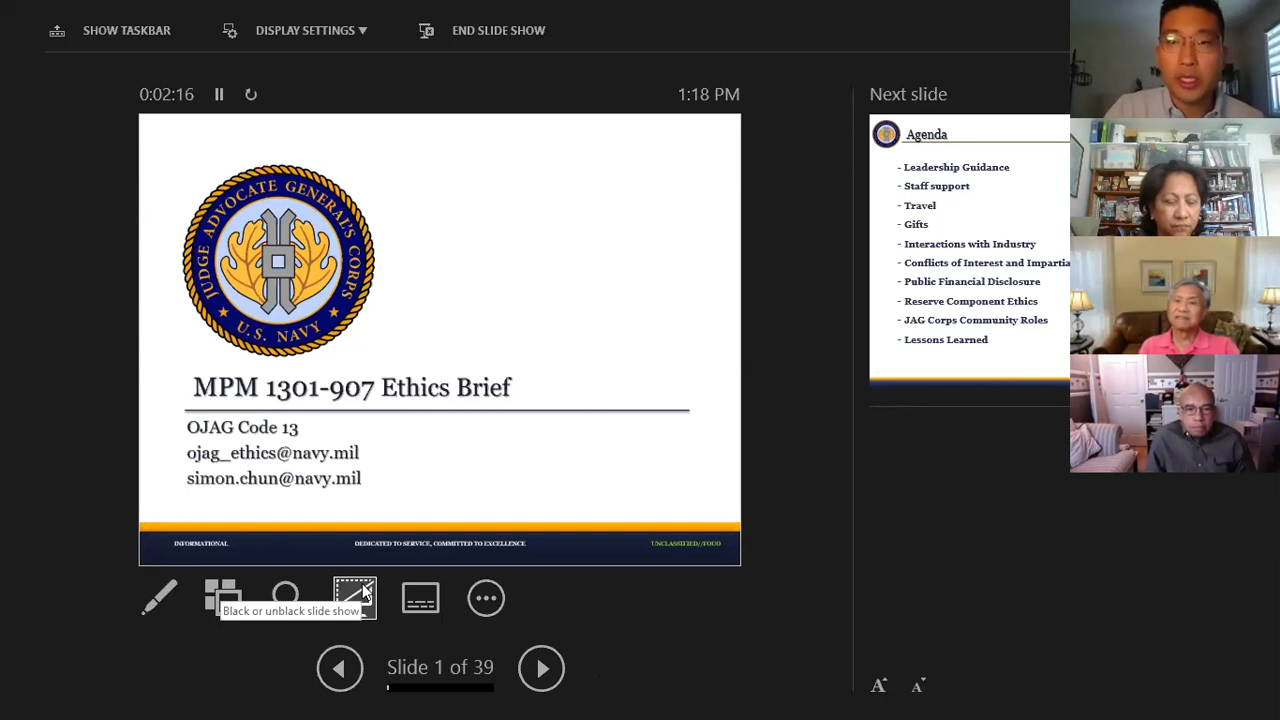 SHOW TASKBAR
DISPLAY SETTINGS
END SLIDE SHOW
0:02:16
1:18 PM
JUDGE ADVOCATE GENERAL'S CORPS
U.S. NAVY
MPM 1301-907 Ethics Brief
OJAG Code 13
ojag_ethics@navy.mil
simon.chun@navy.mil
INFORMATIONAL
DEDICATED TO SERVICE, COMMITTED TO EXCELLENCE
UNCLASSIFIED//FOUO
Black or unblack slide show
Slide 1 of 39
Next slide
Agenda
- Leadership Guidance
- Staff support
- Travel
- Gifts
- Interactions with Industry
- Conflicts of Interest and Impartia
- Public Financial Disclosure
- Reserve Component Ethics
- JAG Corps Community Roles
- Lessons Learned
A A